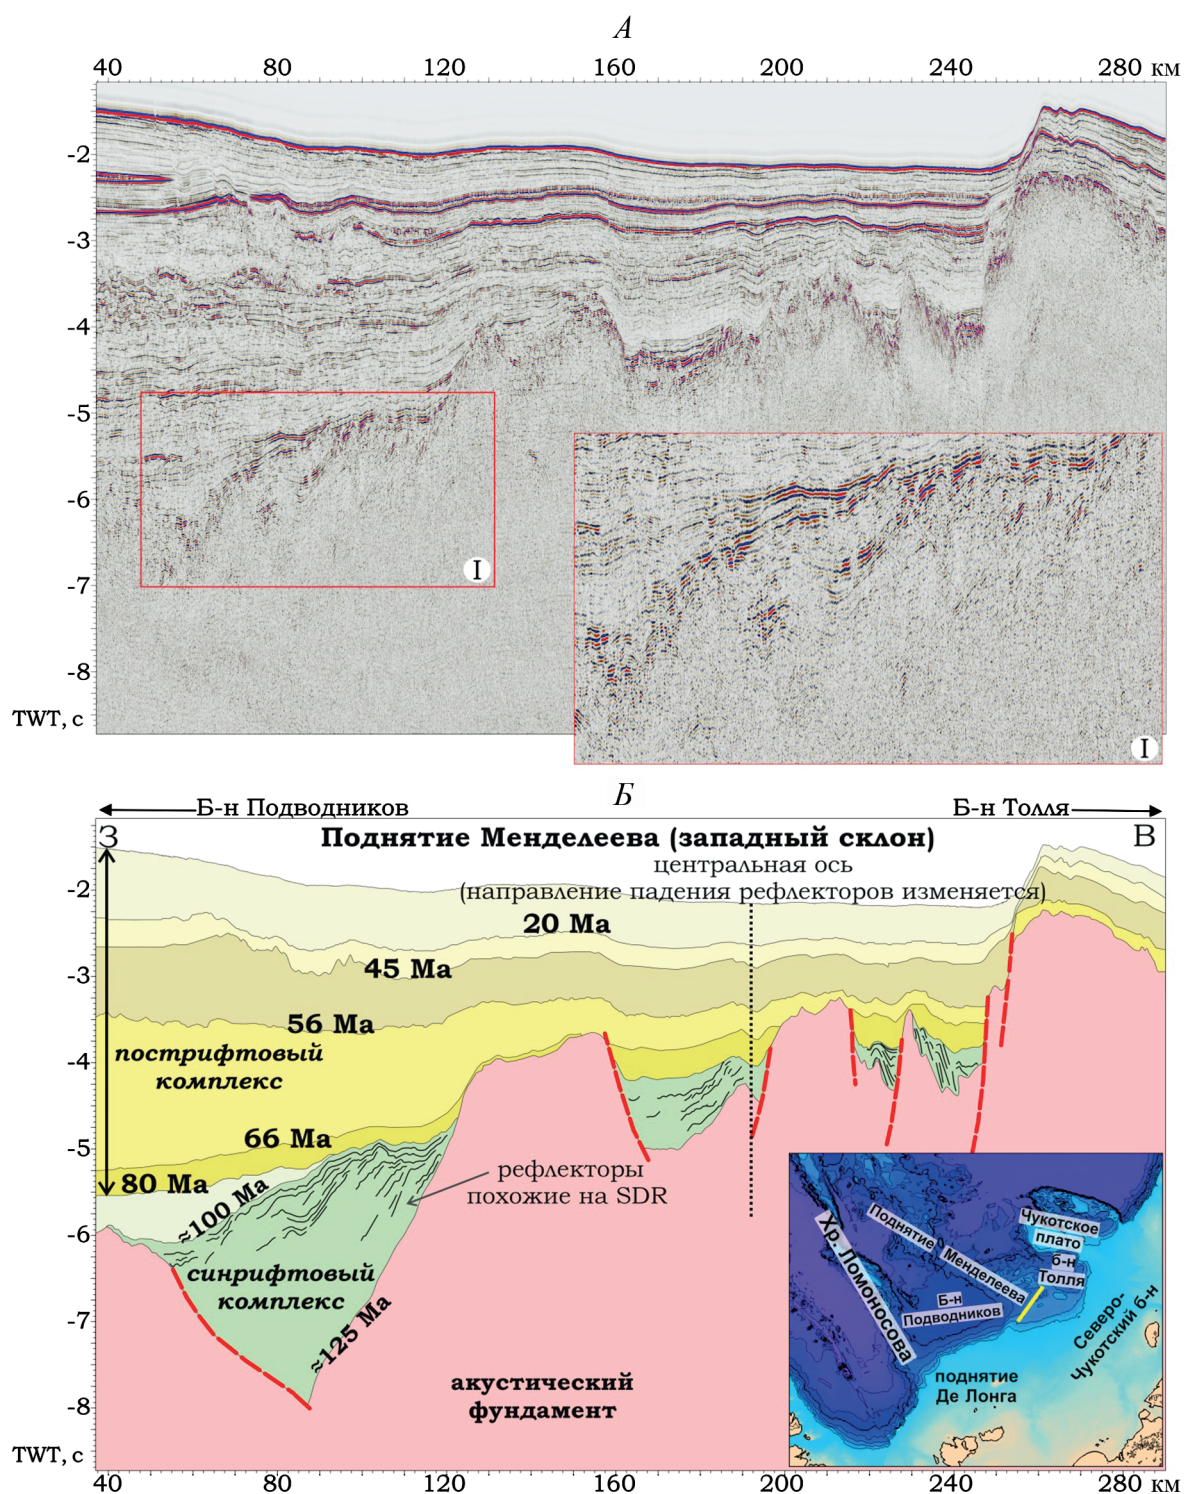 А
40 80 120 160 200 240 280 км
-2
-3
-4
-5
-6
-7
-8
TWT, с
I
I
Б
Б-н Подводников
Б-н Толля
З
В
Поднятие Менделеева (западный склон)
центральная ось
(направление падения рефлекторов изменяется)
-2
-3
-4
-5
-6
-7
-8
TWT, с
20 Ma
45 Ma
56 Ma
пострифтовый
комплекс
66 Ma
80 Ma
≈100 Ma
рефлекторы
похожие на SDR
синрифтовый
комплекс
≈125 Ma
акустический
фундамент
Хр. Ломоносова
Поднятие
Менделеева
Чукотское
плато
б-н
Толля
Б-н
Подводников
Северо-
Чукотский б-н
поднятие
Де Лонга
40 80 120 160 200 240 280 км